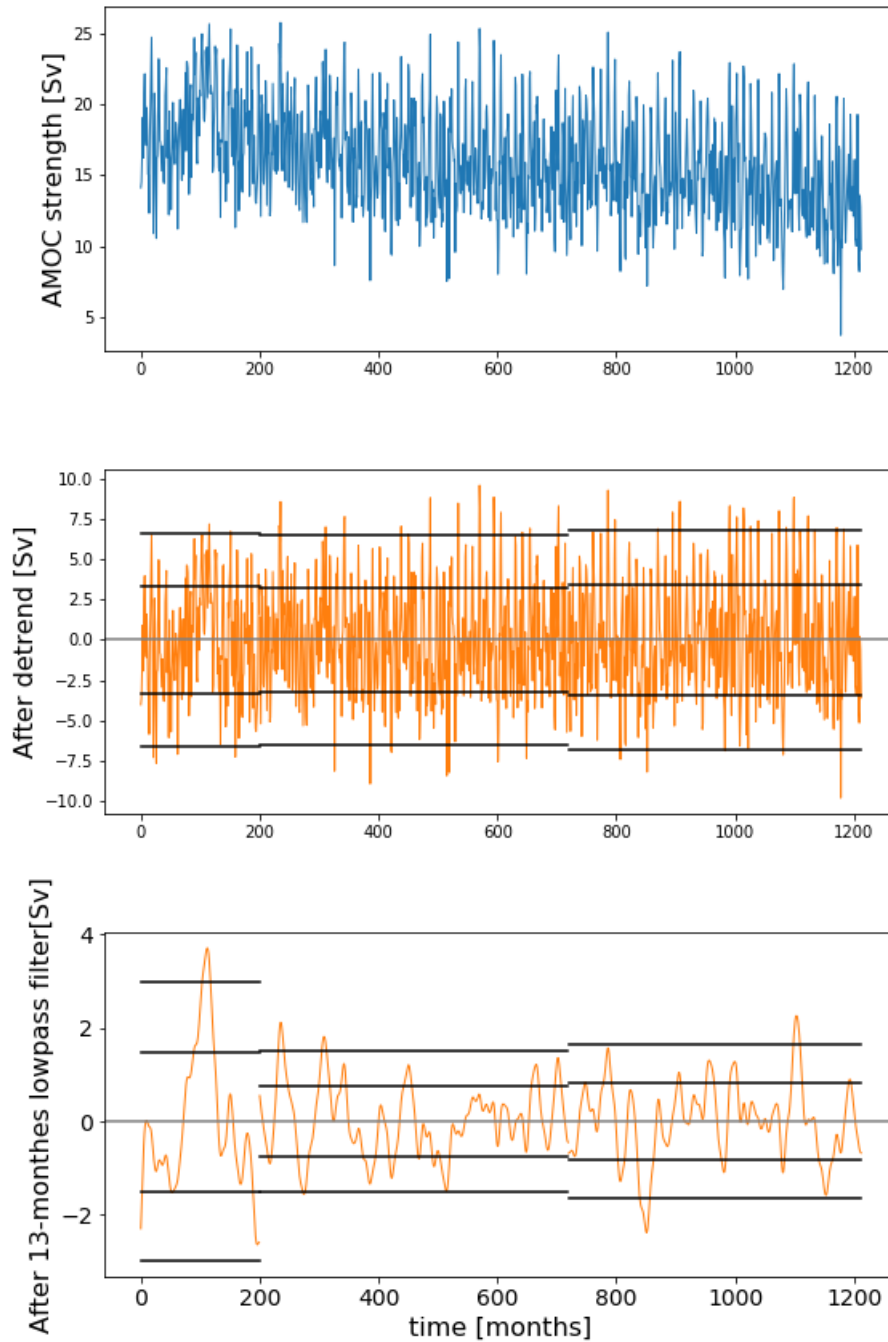 AMOC strength [Sv]
25
20
15
10
5
0 200 400 600 800 1000 1200
After detrend [Sv]
10.0
7.5
5.0
2.5
0.0
−2.5
−5.0
−7.5
−10.0
0 200 400 600 800 1000 1200
After 13-monthes lowpass filter[Sv]
4
2
0
−2
0 200 400 600 800 1000 1200
time [months]